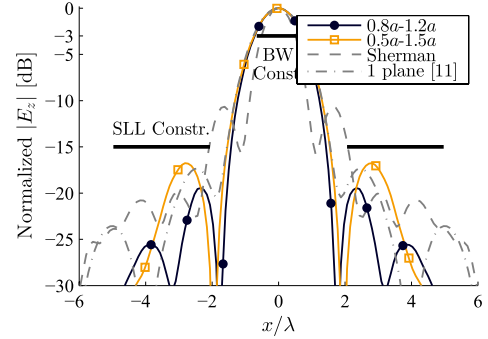 0
−3
−10
−15
−20
−25
−30
Normalized |E_z| [dB]
0.8a-1.2a
0.5a-1.5a
Sherman
1 plane [11]
BW
Const
SLL Constr.
−6 −4 −2 0 2 4 6
x/λ